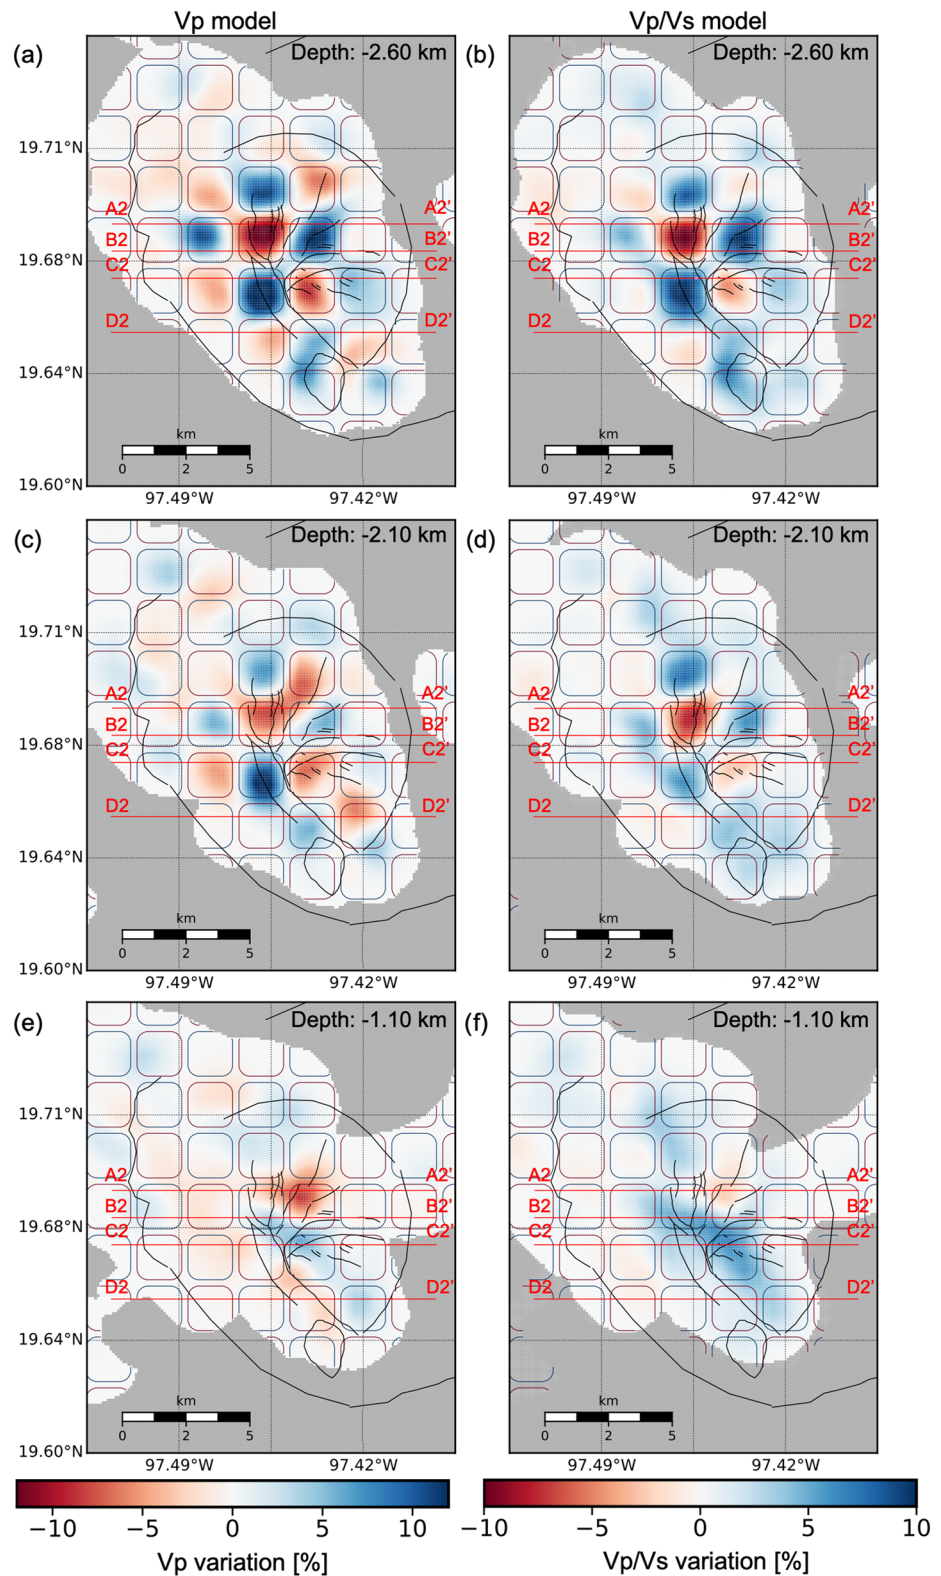 Vp model
Vp/Vs model
(a)
Depth: -2.60 km
(b)
Depth: -2.60 km
19.71°N
A2
A2'
A2
A2'
B2
B2'
B2
B2'
19.68°N
C2
C2'
C2
C2'
D2
D2'
D2
D2'
19.64°N
km
km
0 2 5
0 2 5
19.60°N
97.49°W 97.42°W
97.49°W 97.42°W
(c)
Depth: -2.10 km
(d)
Depth: -2.10 km
19.71°N
A2
A2'
A2
A2'
B2
B2'
B2
B2'
19.68°N
C2
C2'
C2
C2'
D2
D2'
D2
D2'
19.64°N
km
km
0 2 5
0 2 5
19.60°N
97.49°W 97.42°W
97.49°W 97.42°W
(e)
Depth: -1.10 km
(f)
Depth: -1.10 km
19.71°N
A2
A2'
A2
A2'
B2
B2'
B2
B2'
19.68°N
C2
C2'
C2
C2'
D2
D2'
D2
D2'
19.64°N
km
km
0 2 5
0 2 5
19.60°N
97.49°W 97.42°W
97.49°W 97.42°W
−10 −5 0 5 10
−10 −5 0 5 10
Vp variation [%]
Vp/Vs variation [%]